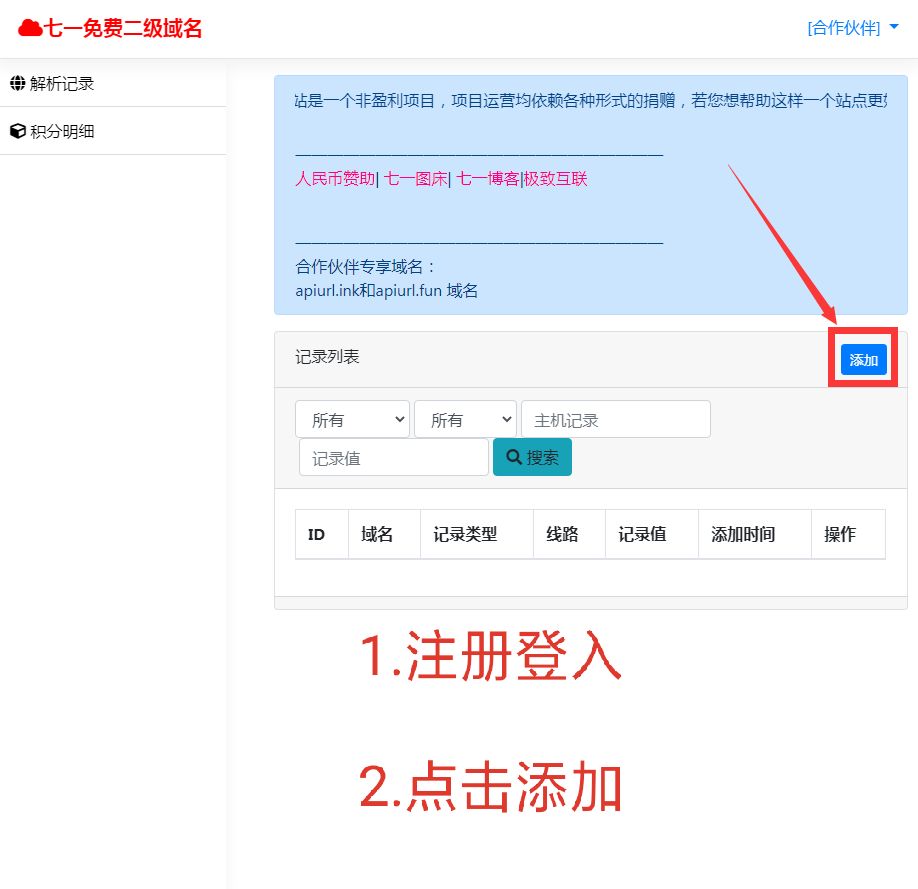 七一免费二级域名
[合作伙伴]
解析记录
积分明细
站是一个非盈利项目，项目运营均依赖各种形式的捐赠，若您想帮助这样一个站点更
人民币赞助| 七一图床| 七一博客|极致互联
合作伙伴专享域名：
apiurl.ink和apiurl.fun 域名
记录列表
添加
所有 所有 主机记录
记录值 搜索
ID 域名 记录类型 线路 记录值 添加时间 操作
1.注册登入
2.点击添加